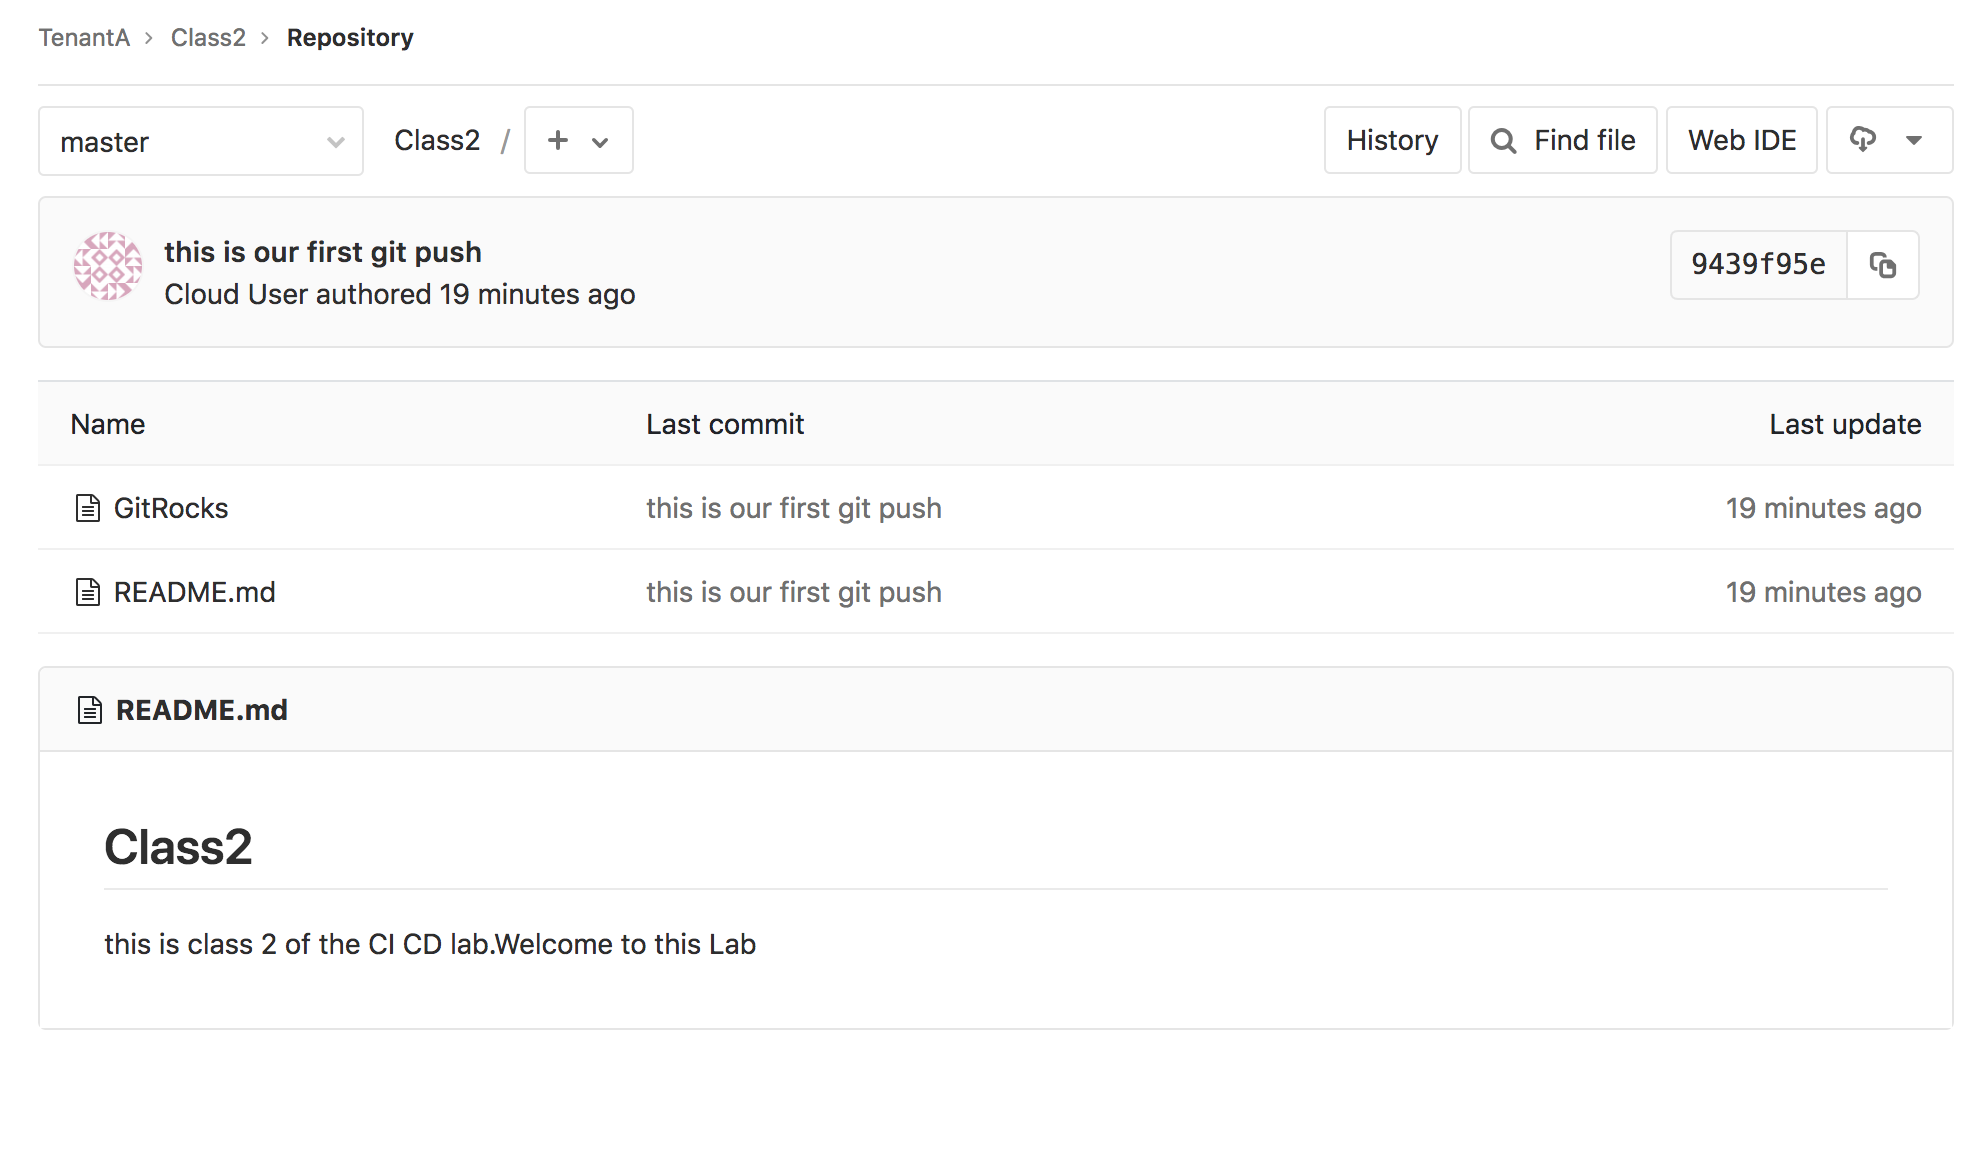 TenantA > Class2 > Repository
master Class2 / + History Find file Web IDE
this is our first git push
Cloud User authored 19 minutes ago
9439f95e
Name Last commit Last update
GitRocks this is our first git push 19 minutes ago
README.md this is our first git push 19 minutes ago
README.md
Class2
this is class 2 of the CI CD lab.Welcome to this Lab